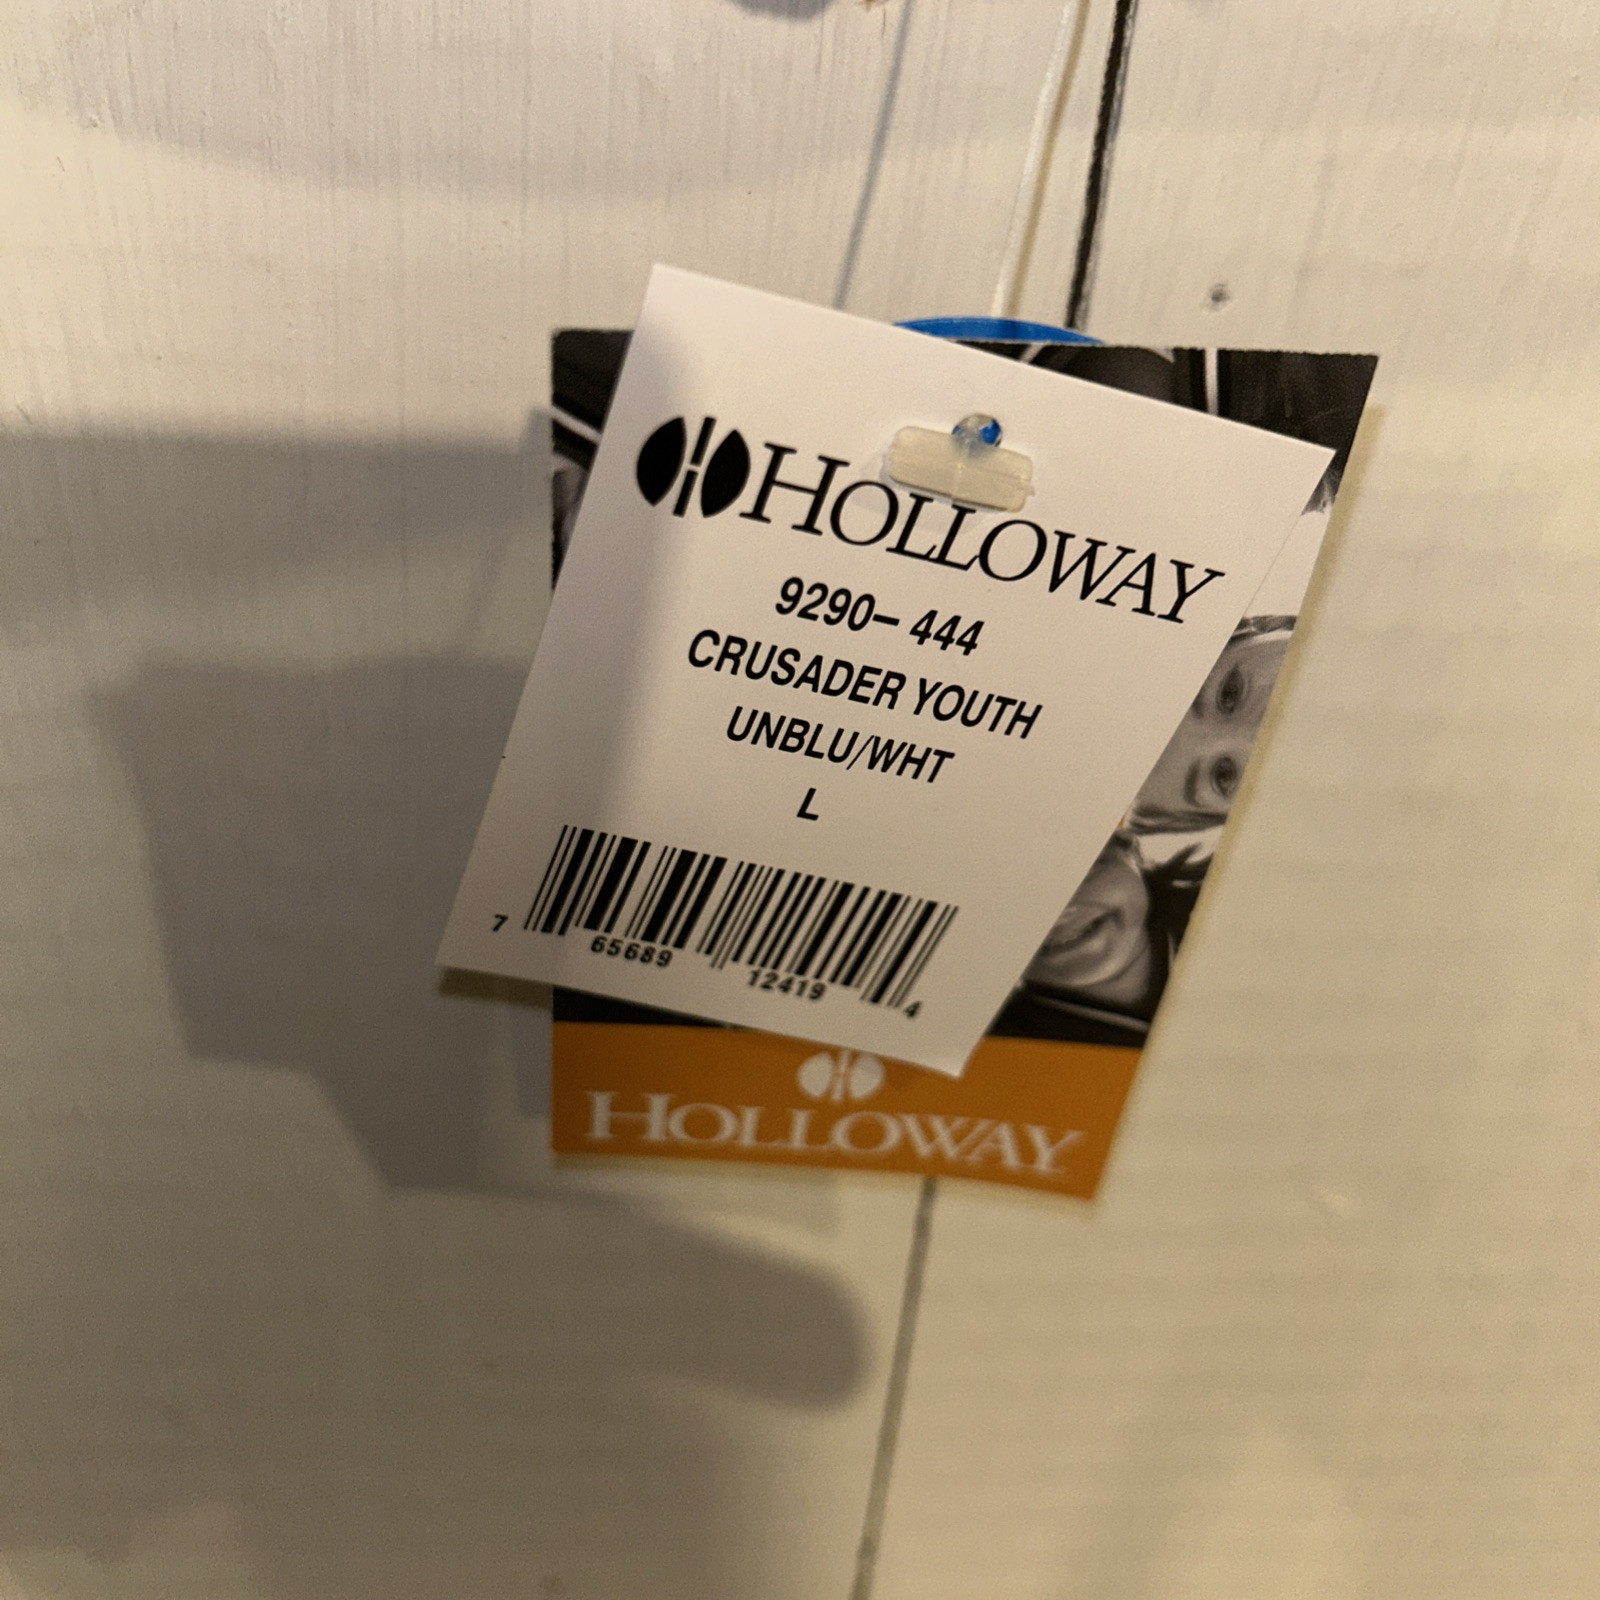 HOLLOWAY
9290– 444
CRUSADER YOUTH
UNBLU/WHT
L
7 65689 12419 4
HOLLOWAY